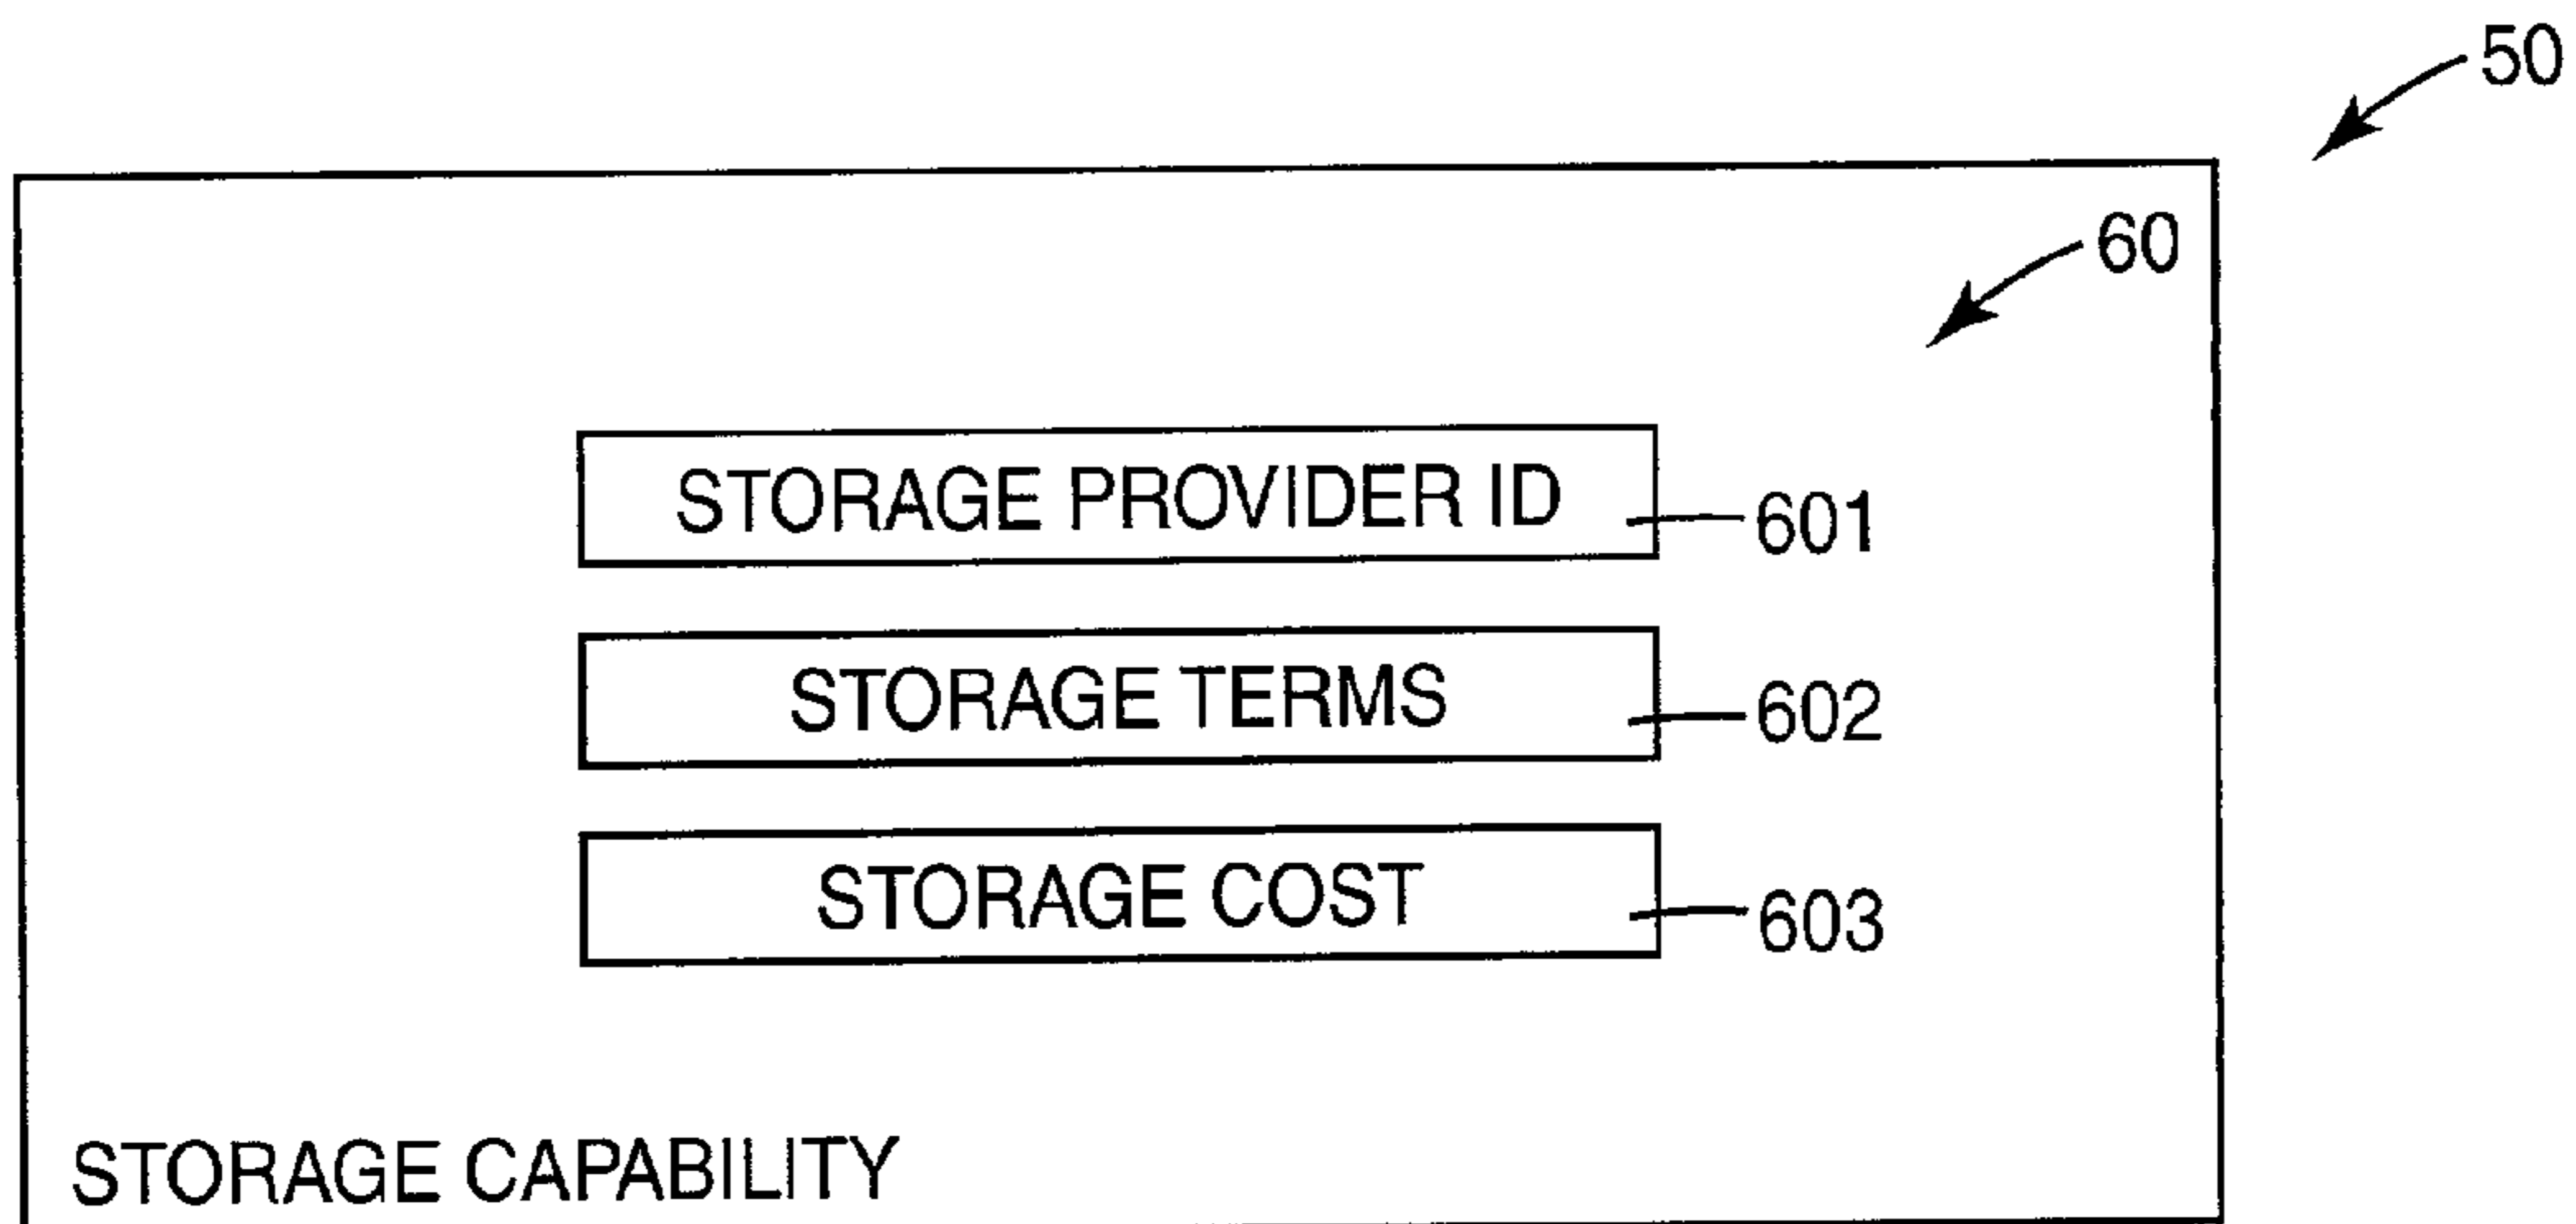 50
60
STORAGE PROVIDER ID
601
STORAGE TERMS
602
STORAGE COST
603
STORAGE CAPABILITY